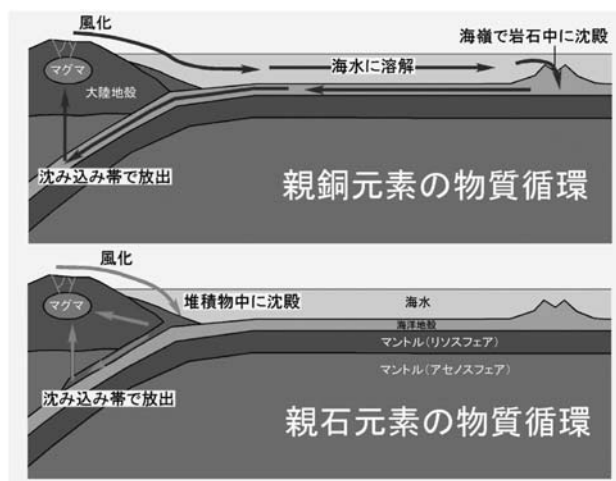 風化
海嶺で岩石中に沈殿
マグマ
海水に溶解
大陸地殻
沈み込み帯で放出
親銅元素の物質循環
風化
マグマ
堆積物中に沈殿
海水
海洋地殻
マントル(リソスフェア)
沈み込み帯で放出
マントル(アセノスフェア)
親石元素の物質循環